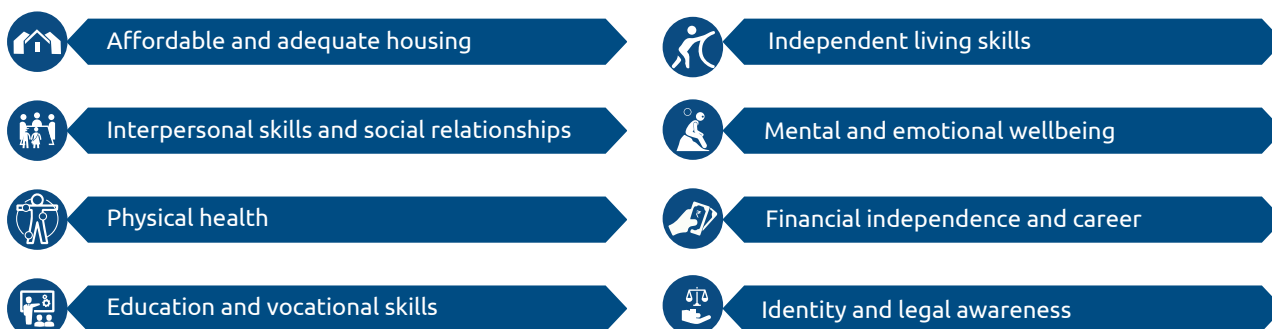 Affordable and adequate housing
Independent living skills
Interpersonal skills and social relationships
Mental and emotional wellbeing
Physical health
Financial independence and career
Education and vocational skills
Identity and legal awareness